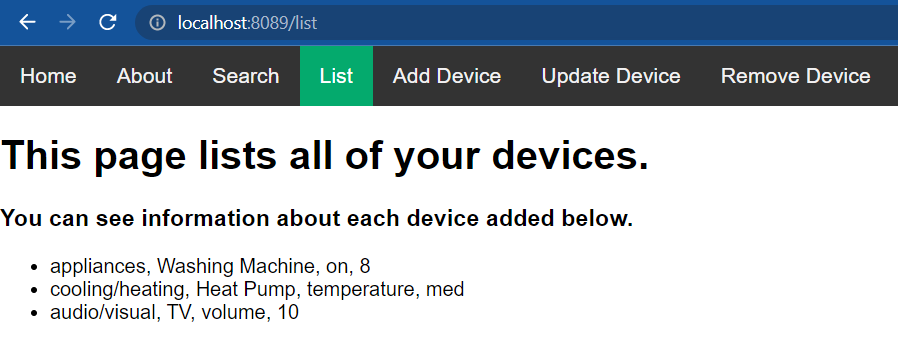 localhost:8089/list
Home About Search List Add Device Update Device Remove Device
This page lists all of your devices.
You can see information about each device added below.
appliances, Washing Machine, on, 8
cooling/heating, Heat Pump, temperature, med
audio/visual, TV, volume, 10